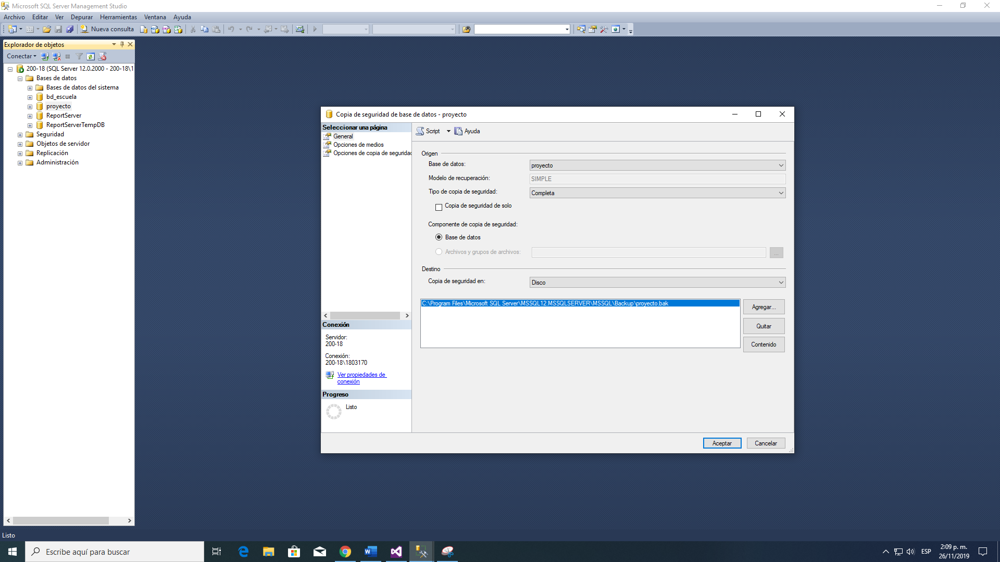 Microsoft SQL Server Management Studio
Archivo Editar Ver Depurar Herramientas Ventana Ayuda
Nueva consulta
Explorador de objetos
Conectar
200-18 (SQL Server 12.0.2000 - 200-18\1
Bases de datos
Bases de datos del sistema
bd_escuela
proyecto
ReportServer
ReportServerTempDB
Seguridad
Objetos de servidor
Replicación
Administración
Copia de seguridad de base de datos - proyecto
Seleccionar una página
General
Opciones de medios
Opciones de copia de seguridad
Conexión
Servidor:
200-18
Conexión:
200-18\1803170
Ver propiedades de
conexión
Progreso
Listo
Script Ayuda
Origen
Base de datos: proyecto
Modelo de recuperación: SIMPLE
Tipo de copia de seguridad: Completa
Copia de seguridad de solo
Componente de copia de seguridad:
Base de datos
Archivos y grupos de archivos: ...
Destino
Copia de seguridad en: Disco
C:\Program Files\Microsoft SQL Server\MSSQL12.MSSQLSERVER\MSSQL\Backup\proyecto.bak
Agregar...
Quitar
Contenido
Aceptar Cancelar
Listo
Escribe aquí para buscar
ESP
2:09 p. m.
26/11/2019